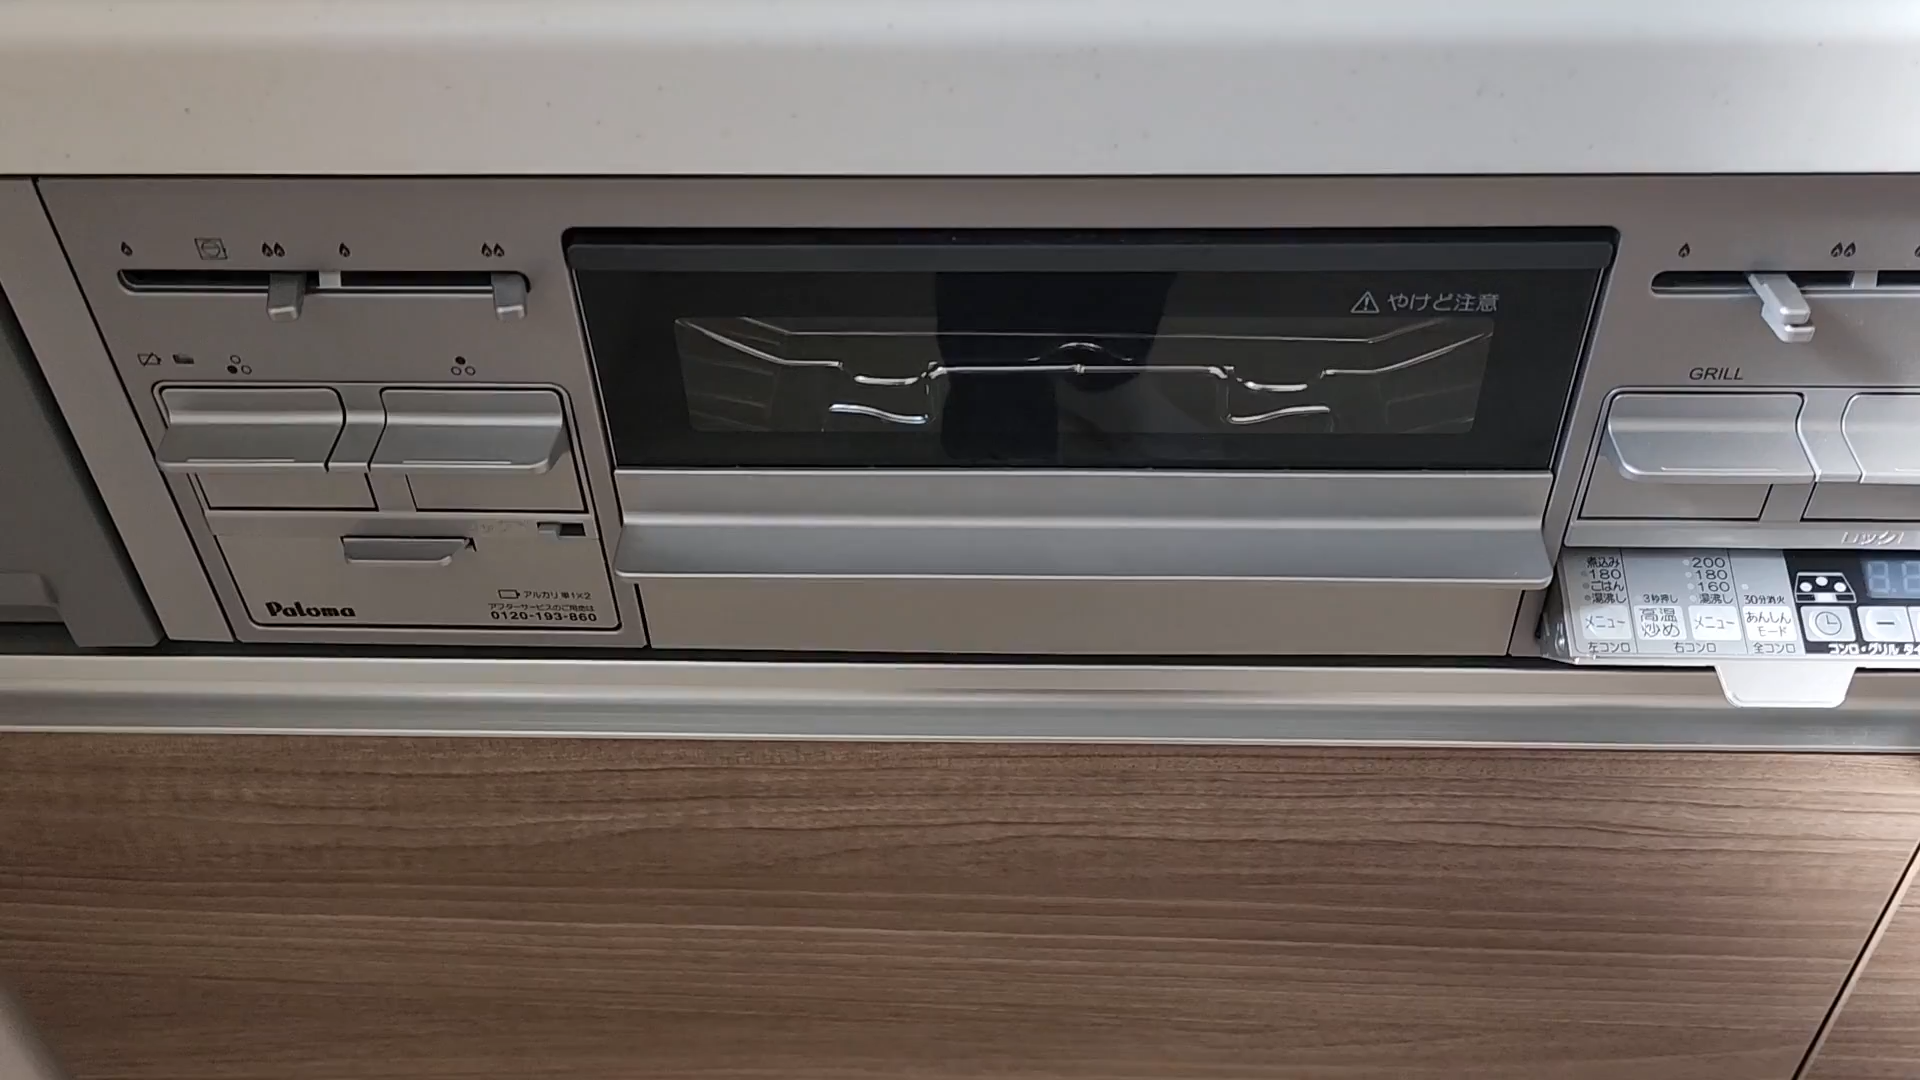 やけど注意
GRILL
ロック
Paloma
アルカリ 単1×2
アフターサービスのご用命は
0120-193-860
煮込み
180
ごはん
湯沸し
メニュー
左コンロ
3秒押し
高温
炒め
200
180
160
湯沸し
メニュー
右コンロ
30分消火
あんしん
モード
全コンロ
コンロ・グリル タイ